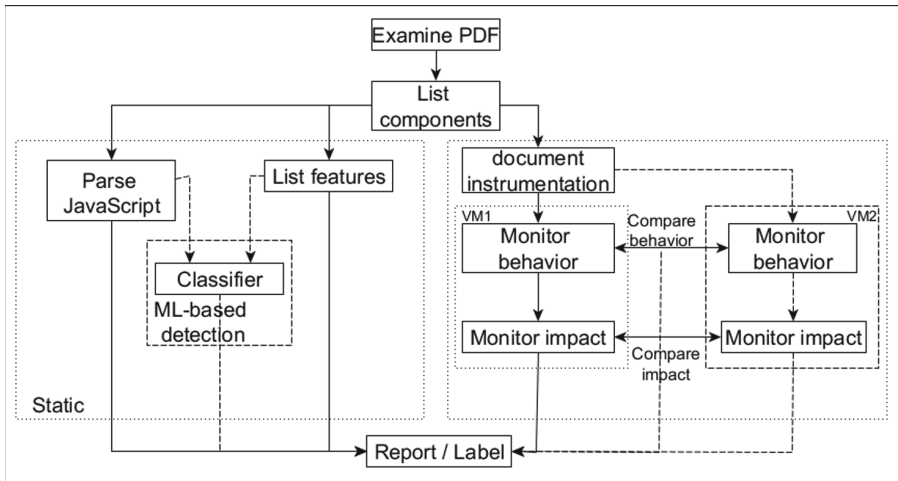 Examine PDF
List
components
Parse
JavaScript
List features
Classifier
ML-based
detection
Static
document
instrumentation
VM1
Monitor
behavior
Monitor impact
Compare
behavior
Compare
impact
VM2
Monitor
behavior
Monitor impact
Report / Label